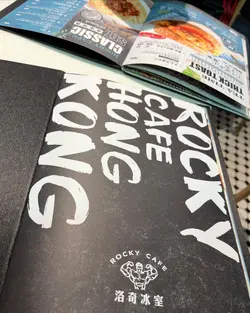 ROCKY
CAFE
HONG
KONG
ROCKY CAFE
洛奇冰室
CLASSIC
THICK TOAST